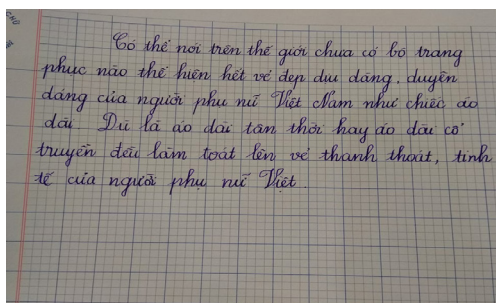 Có thể nói trên thế giới chưa có bộ trang
phục nào thể hiện hết vẻ đẹp dịu dàng, duyên
dáng của người phụ nữ Việt Nam như chiếc áo
dài. Dù là áo dài tân thời hay áo dài cổ
truyền đều làm toát lên vẻ thanh thoát, tinh
tế của người phụ nữ Việt.